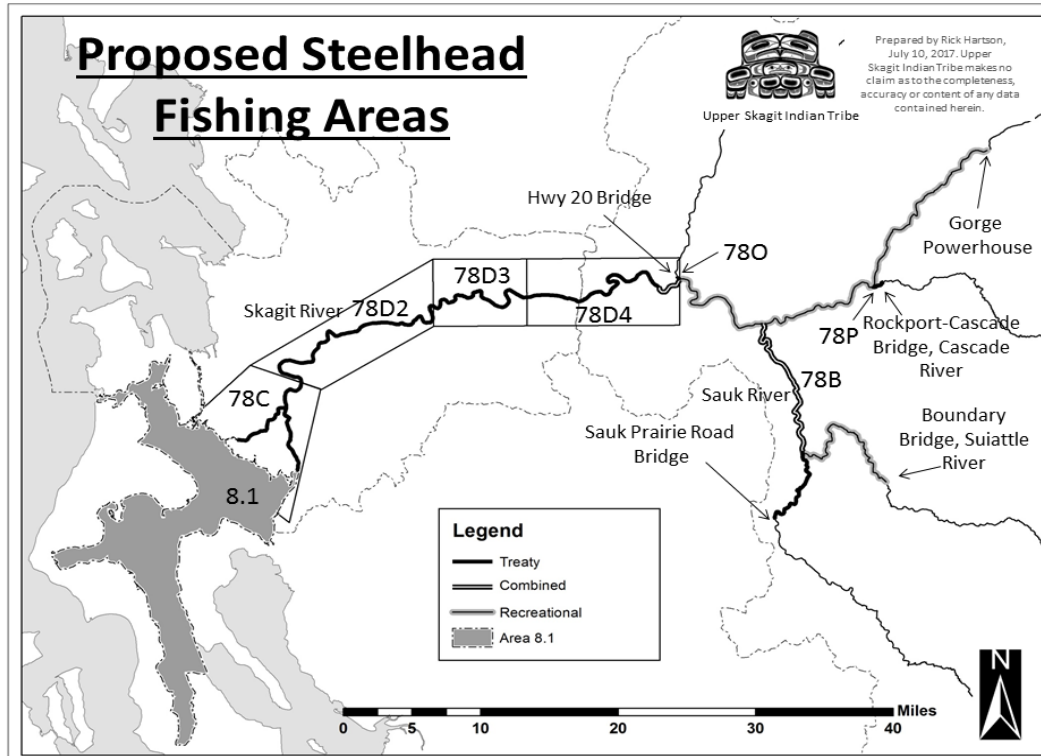 Proposed Steelhead
Fishing Areas
Prepared by Rick Hartson,
July 10, 2017. Upper
Skagit Indian Tribe makes no
claim as to the completeness,
accuracy or content of any data
contained herein.
Upper Skagit Indian Tribe
Hwy 20 Bridge
78O
Gorge
Powerhouse
78D3
78D2
78D4
Skagit River
78P
Rockport-Cascade
Bridge, Cascade
River
78C
78B
Sauk River
Sauk Prairie Road
Bridge
Boundary
Bridge, Suiattle
River
8.1
Legend
Treaty
Combined
Recreational
Area 8.1
N
Miles
0 5 10 20 30 40